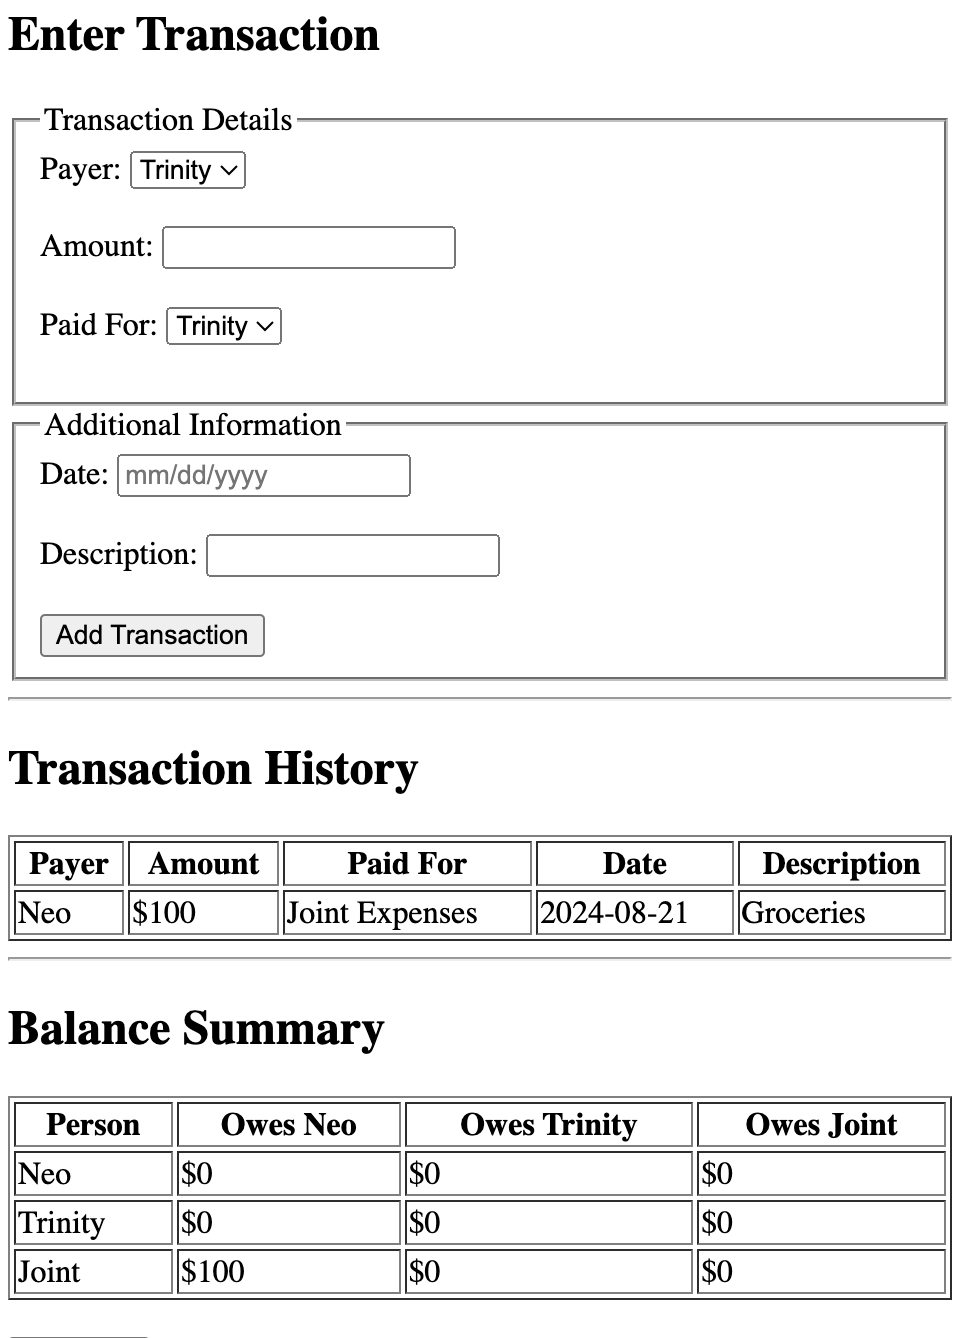 Enter Transaction
Transaction Details
Payer: Trinity
Amount:
Paid For: Trinity
Additional Information
Date: mm/dd/yyyy
Description:
Add Transaction
Transaction History
Payer Amount Paid For Date Description
Neo $100 Joint Expenses 2024-08-21 Groceries
Balance Summary
Person Owes Neo Owes Trinity Owes Joint
Neo $0 $0 $0
Trinity $0 $0 $0
Joint $100 $0 $0